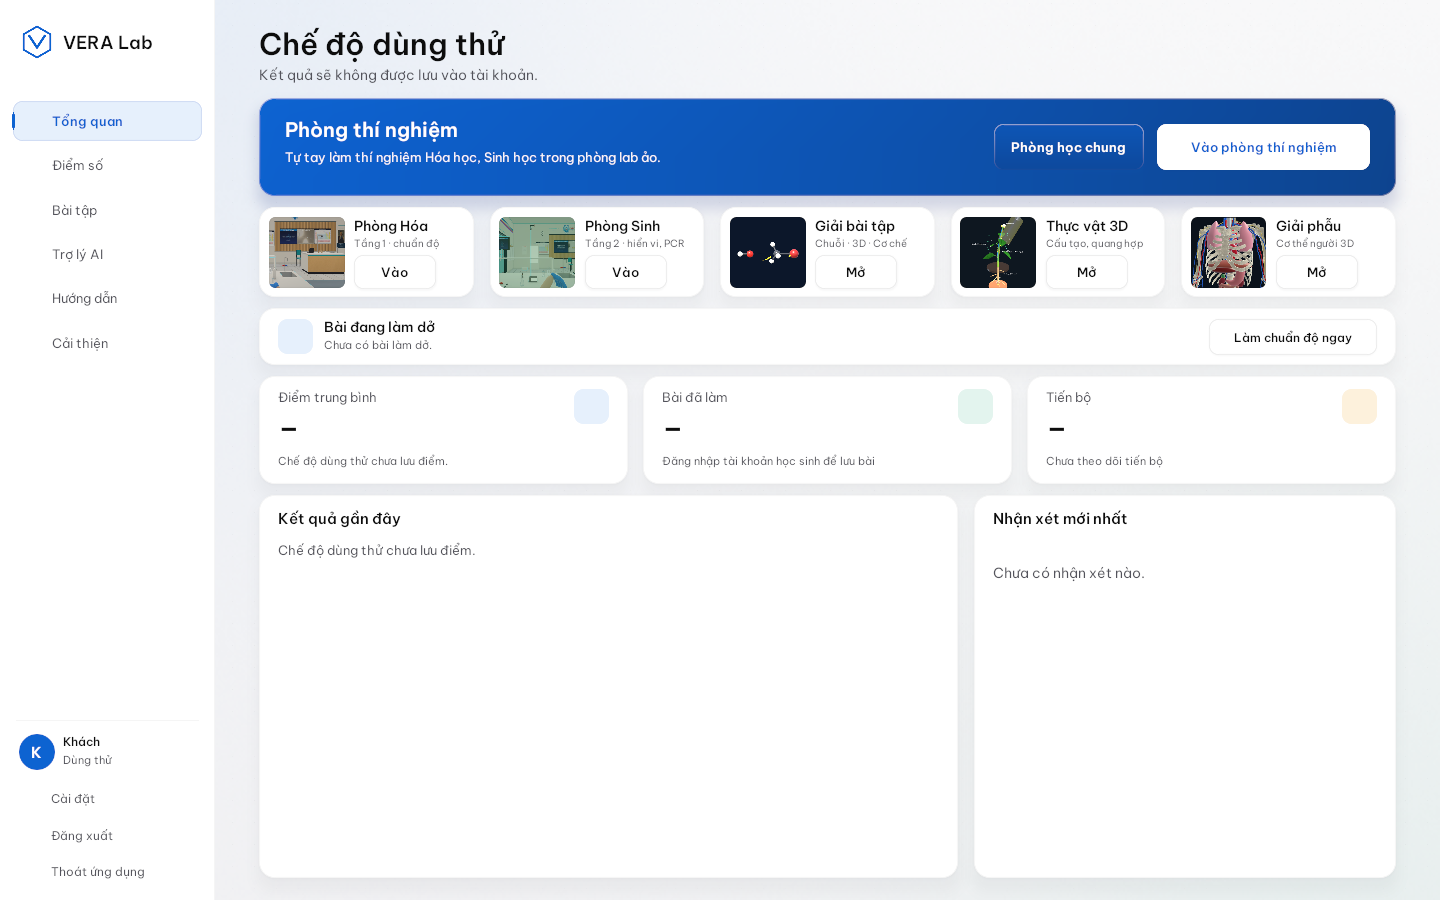 VERA Lab
Tổng quan
Điểm số
Bài tập
Trợ lý AI
Hướng dẫn
Cải thiện
Khách
K
Dùng thử
Cài đặt
Đăng xuất
Thoát ứng dụng
Chế độ dùng thử
Kết quả sẽ không được lưu vào tài khoản.
Phòng thí nghiệm
Tự tay làm thí nghiệm Hóa học, Sinh học trong phòng lab ảo.
Phòng học chung
Vào phòng thí nghiệm
Phòng Hóa
Tầng 1 · chuẩn độ
Vào
Phòng Sinh
Tầng 2 · hiển vi, PCR
Vào
Giải bài tập
Chuỗi · 3D · Cơ chế
Mở
Thực vật 3D
Cấu tạo, quang hợp
Mở
Giải phẫu
Cơ thể người 3D
Mở
Bài đang làm dở
Chưa có bài làm dở.
Làm chuẩn độ ngay
Điểm trung bình
–
Chế độ dùng thử chưa lưu điểm.
Bài đã làm
–
Đăng nhập tài khoản học sinh để lưu bài
Tiến bộ
–
Chưa theo dõi tiến bộ
Kết quả gần đây
Chế độ dùng thử chưa lưu điểm.
Nhận xét mới nhất
Chưa có nhận xét nào.